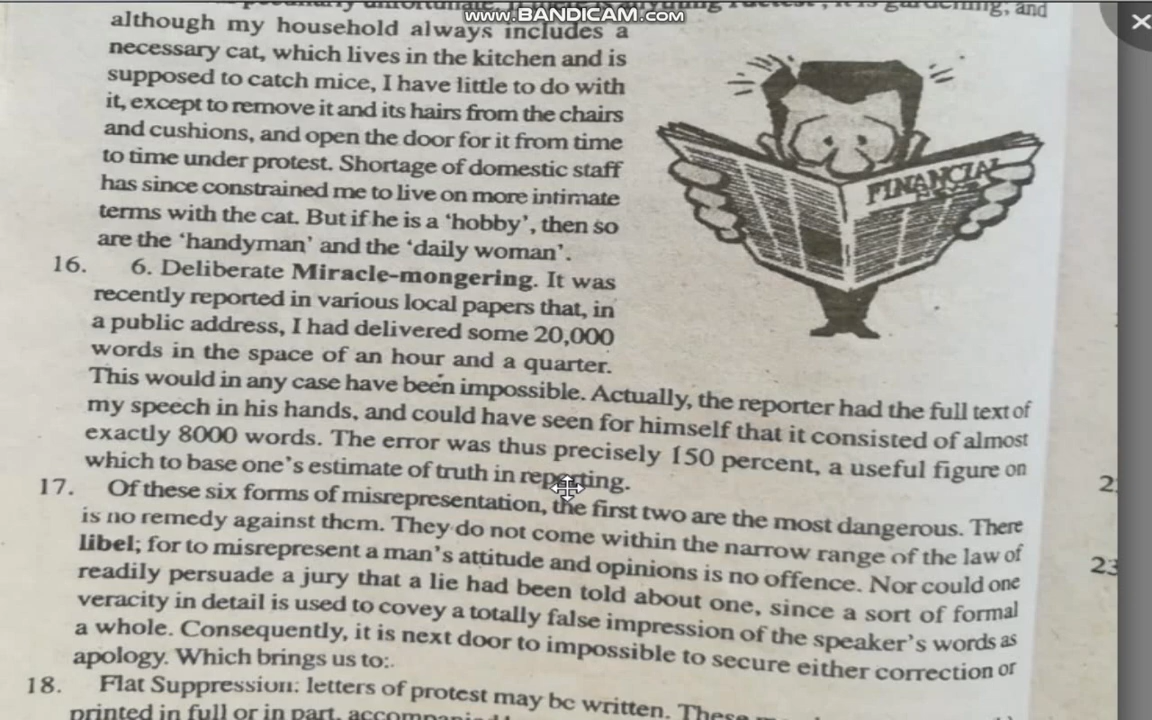 www.BANDICAM.com
gardening, and
although my household always includes a
necessary cat, which lives in the kitchen and is
supposed to catch mice, I have little to do with
it, except to remove it and its hairs from the chairs
and cushions, and open the door for it from time
to time under protest. Shortage of domestic staff
has since constrained me to live on more intimate
terms with the cat. But if he is a ‘hobby’, then so
are the ‘handyman’ and the ‘daily woman’.
FINANCIAL
16. 6. Deliberate Miracle-mongering. It was
recently reported in various local papers that, in
a public address, I had delivered some 20,000
words in the space of an hour and a quarter.
This would in any case have been impossible. Actually, the reporter had the full text of
my speech in his hands, and could have seen for himself that it consisted of almost
exactly 8000 words. The error was thus precisely 150 percent, a useful figure on
which to base one’s estimate of truth in reporting.
17. Of these six forms of misrepresentation, the first two are the most dangerous. There
is no remedy against them. They do not come within the narrow range of the law of
libel; for to misrepresent a man’s attitude and opinions is no offence. Nor could one
readily persuade a jury that a lie had been told about one, since a sort of formal
veracity in detail is used to covey a totally false impression of the speaker’s words as
a whole. Consequently, it is next door to impossible to secure either correction or
apology. Which brings us to:.
18. Flat Suppression: letters of protest may be written. These
printed in full or in part,
23